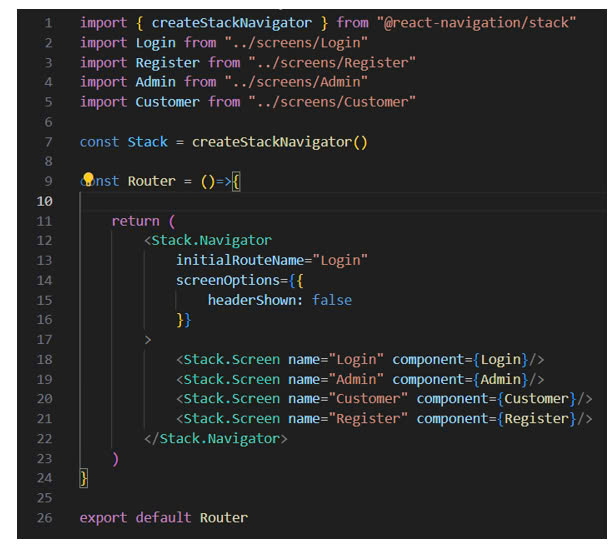 1 import { createStackNavigator } from "@react-navigation/stack"
2 import Login from "../screens/Login"
3 import Register from "../screens/Register"
4 import Admin from "../screens/Admin"
5 import Customer from "../screens/Customer"
6
7 const Stack = createStackNavigator()
8
9 const Router = ()=>{
10
11     return (
12         <Stack.Navigator
13             initialRouteName="Login"
14             screenOptions={{
15                 headerShown: false
16             }}
17         >
18             <Stack.Screen name="Login" component={Login}/>
19             <Stack.Screen name="Admin" component={Admin}/>
20             <Stack.Screen name="Customer" component={Customer}/>
21             <Stack.Screen name="Register" component={Register}/>
22         </Stack.Navigator>
23     )
24 }
25
26 export default Router